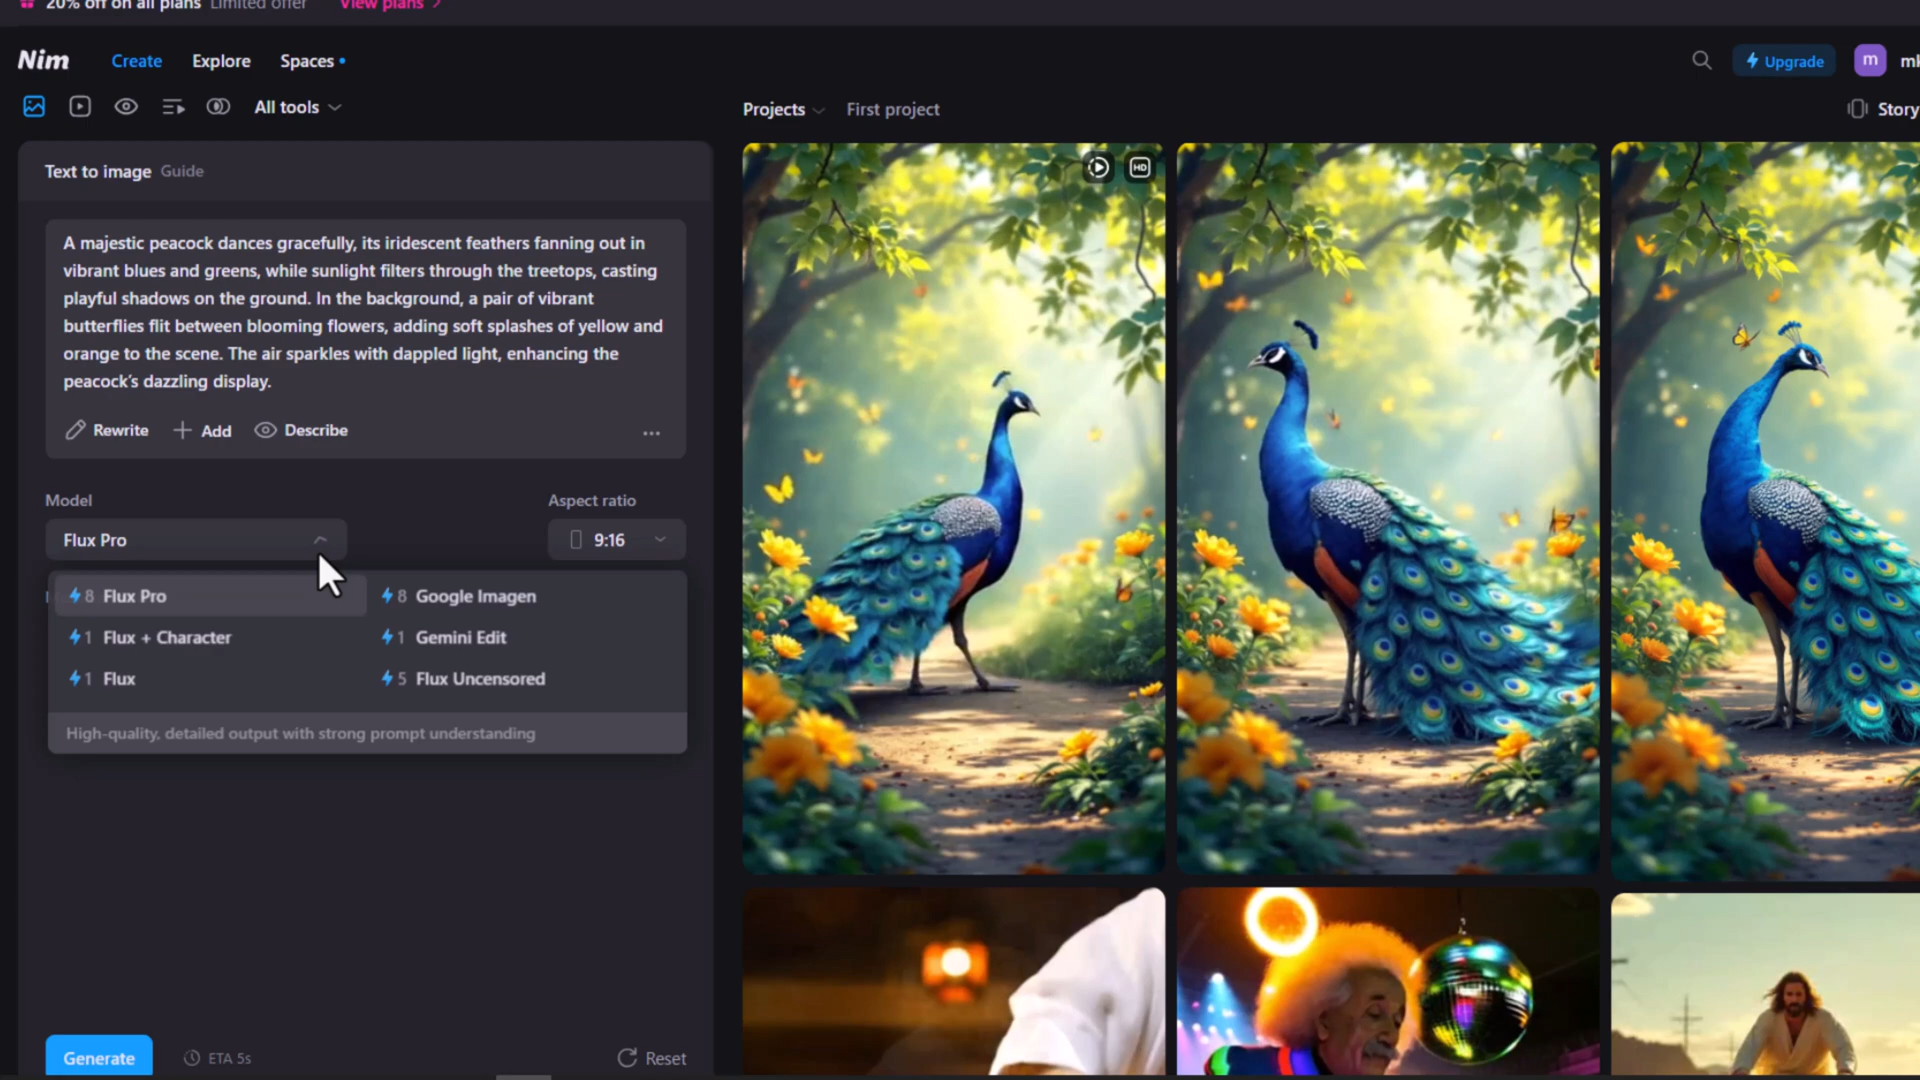 20% off on all plans Limited offer View plans
Nim Create Explore Spaces
Upgrade m mk
All tools
Projects First project
Story
Text to image Guide
HD
A majestic peacock dances gracefully, its iridescent feathers fanning out in
vibrant blues and greens, while sunlight filters through the treetops, casting
playful shadows on the ground. In the background, a pair of vibrant
butterflies flit between blooming flowers, adding soft splashes of yellow and
orange to the scene. The air sparkles with dappled light, enhancing the
peacock's dazzling display.
Rewrite Add Describe ...
Model Aspect ratio
Flux Pro 9:16
8 Flux Pro 8 Google Imagen
1 Flux + Character 1 Gemini Edit
1 Flux 5 Flux Uncensored
High-quality, detailed output with strong prompt understanding
Generate ETA 5s Reset